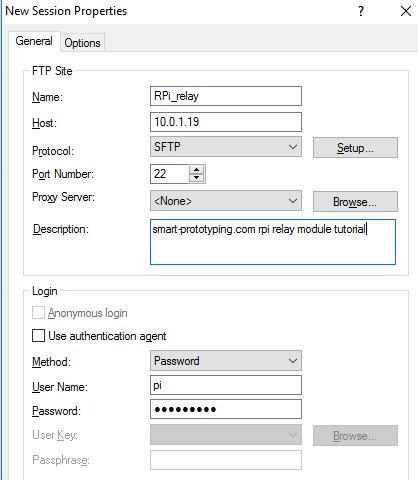 New Session Properties ? ×
General Options
FTP Site
Name: RPi_relay
Host: 10.0.1.19
Protocol: SFTP Setup...
Port Number: 22
Proxy Server: <None> Browse...
Description: smart-prototyping.com rpi relay module tutorial
Login
Anonymous login
Use authentication agent
Method: Password
User Name: pi
Password: ●●●●●●●●●
User Key: Browse...
Passphrase: